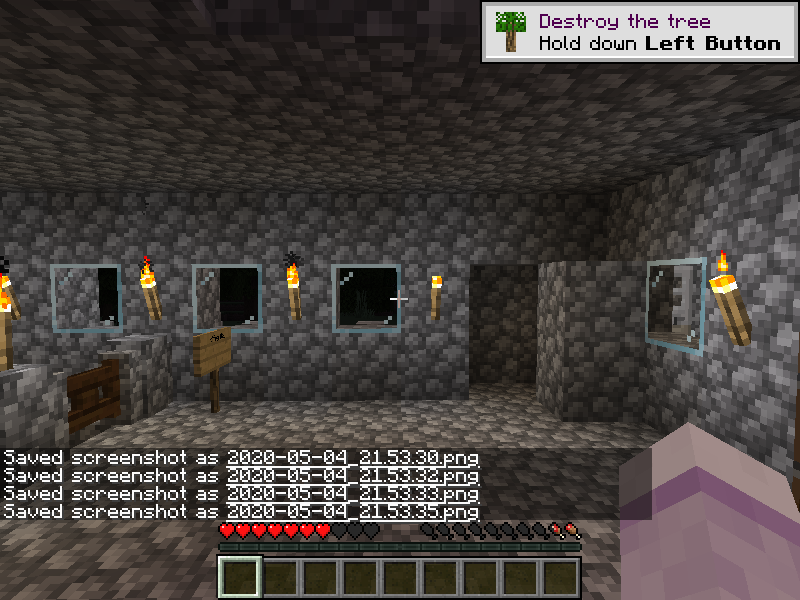 Destroy the tree
Hold down Left Button
Saved screenshot as 2020-05-04_21.53.30.png
Saved screenshot as 2020-05-04_21.53.32.png
Saved screenshot as 2020-05-04_21.53.33.png
Saved screenshot as 2020-05-04_21.53.35.png